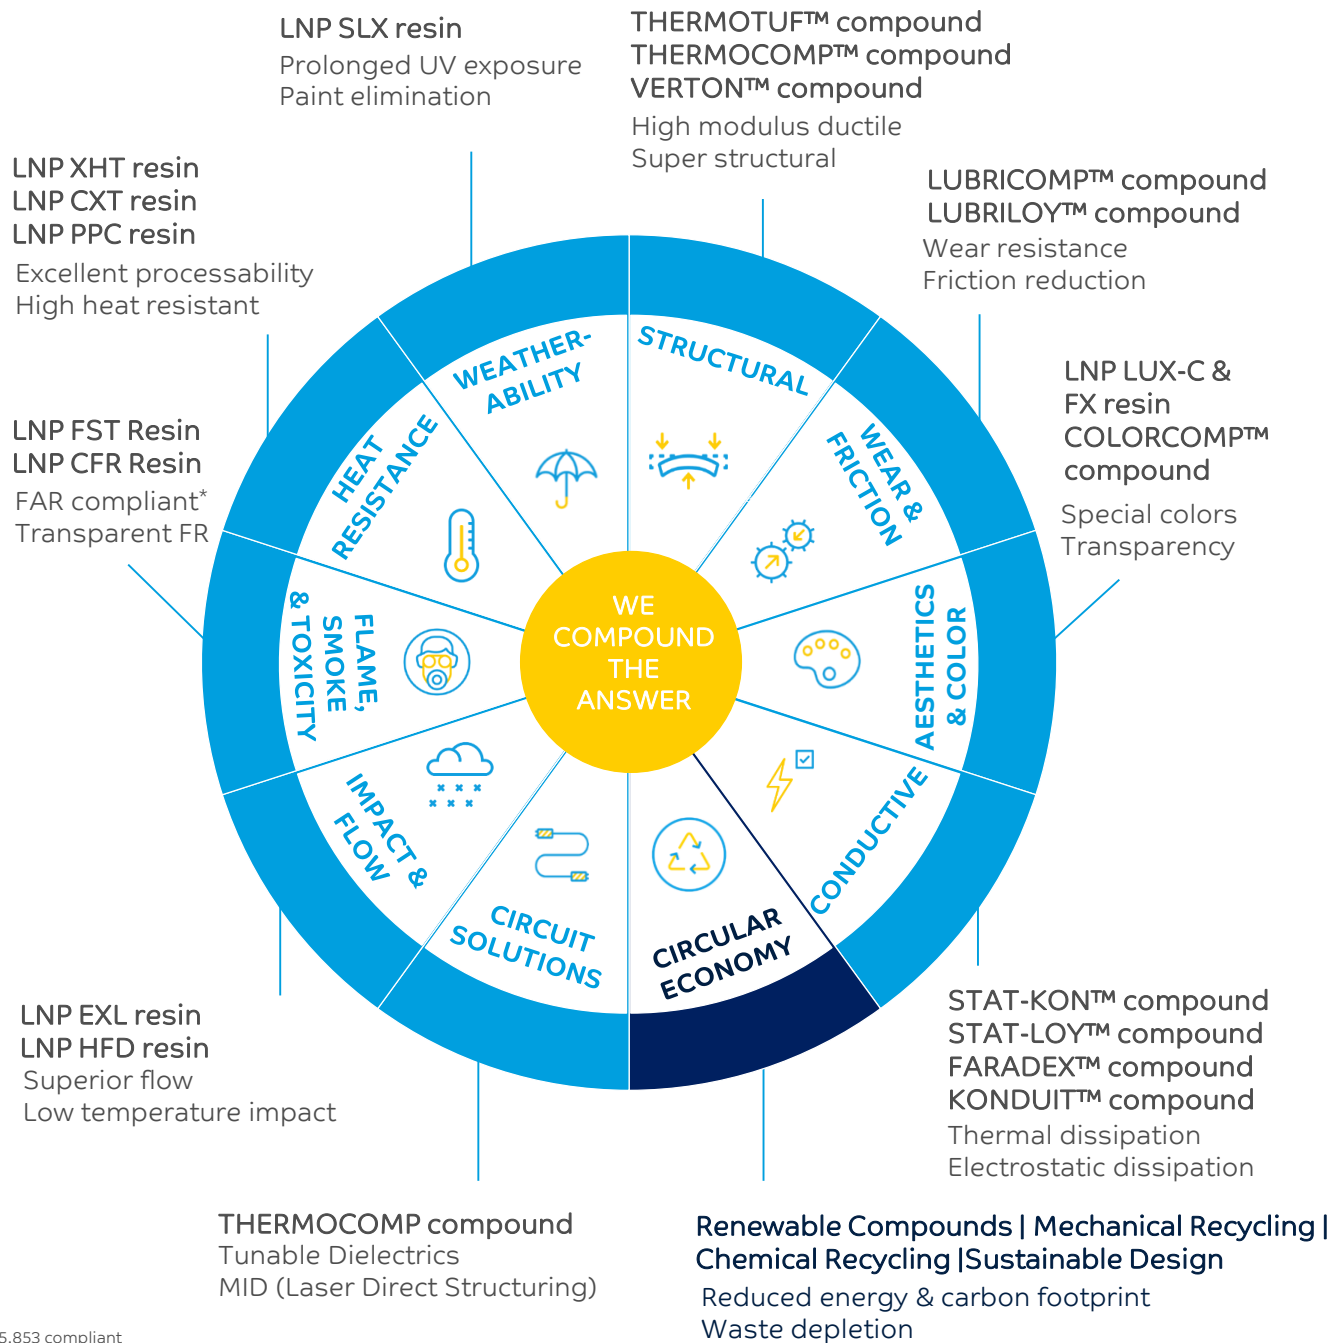 LNP SLX resin
Prolonged UV exposure
Paint elimination
THERMOTUF™ compound
THERMOCOMP™ compound
VERTON™ compound
High modulus ductile
Super structural
LNP XHT resin
LNP CXT resin
LNP PPC resin
Excellent processability
High heat resistant
LUBRICOMP™ compound
LUBRILOY™ compound
Wear resistance
Friction reduction
LNP FST Resin
LNP CFR Resin
FAR compliant*
Transparent FR
LNP LUX-C &
FX resin
COLORCOMP™
compound
Special colors
Transparency
WEATHER-
ABILITY
STRUCTURAL
HEAT
RESISTANCE
WEAR &
FRICTION
FLAME,
SMOKE
& TOXICITY
WE
COMPOUND
THE
ANSWER
AESTHETICS
& COLOR
IMPACT &
FLOW
CONDUCTIVE
CIRCUIT
SOLUTIONS
CIRCULAR
ECONOMY
LNP EXL resin
LNP HFD resin
Superior flow
Low temperature impact
STAT-KON™ compound
STAT-LOY™ compound
FARADEX™ compound
KONDUIT™ compound
Thermal dissipation
Electrostatic dissipation
THERMOCOMP compound
Tunable Dielectrics
MID (Laser Direct Structuring)
Renewable Compounds | Mechanical Recycling |
Chemical Recycling |Sustainable Design
Reduced energy & carbon footprint
Waste depletion
5.853 compliant